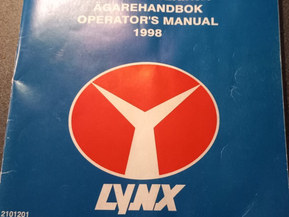 ÄGAREHANDBOK
OPERATOR'S MANUAL
1998
LYNX
2101201